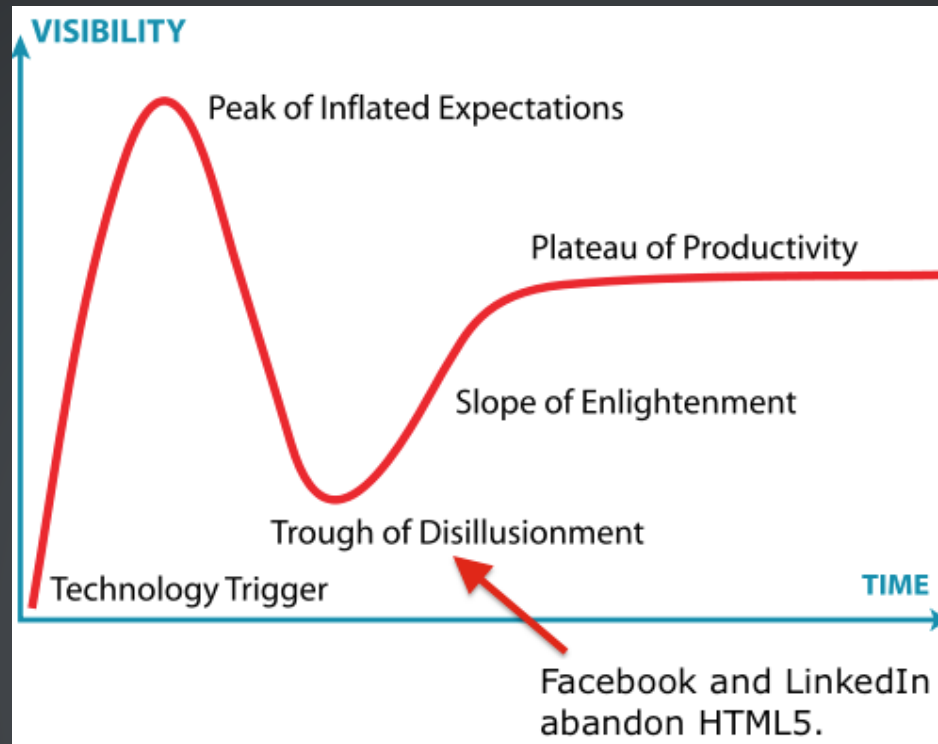 VISIBILITY
Peak of Inflated Expectations
Plateau of Productivity
Slope of Enlightenment
Trough of Disillusionment
Technology Trigger
TIME
Facebook and LinkedIn
abandon HTML5.